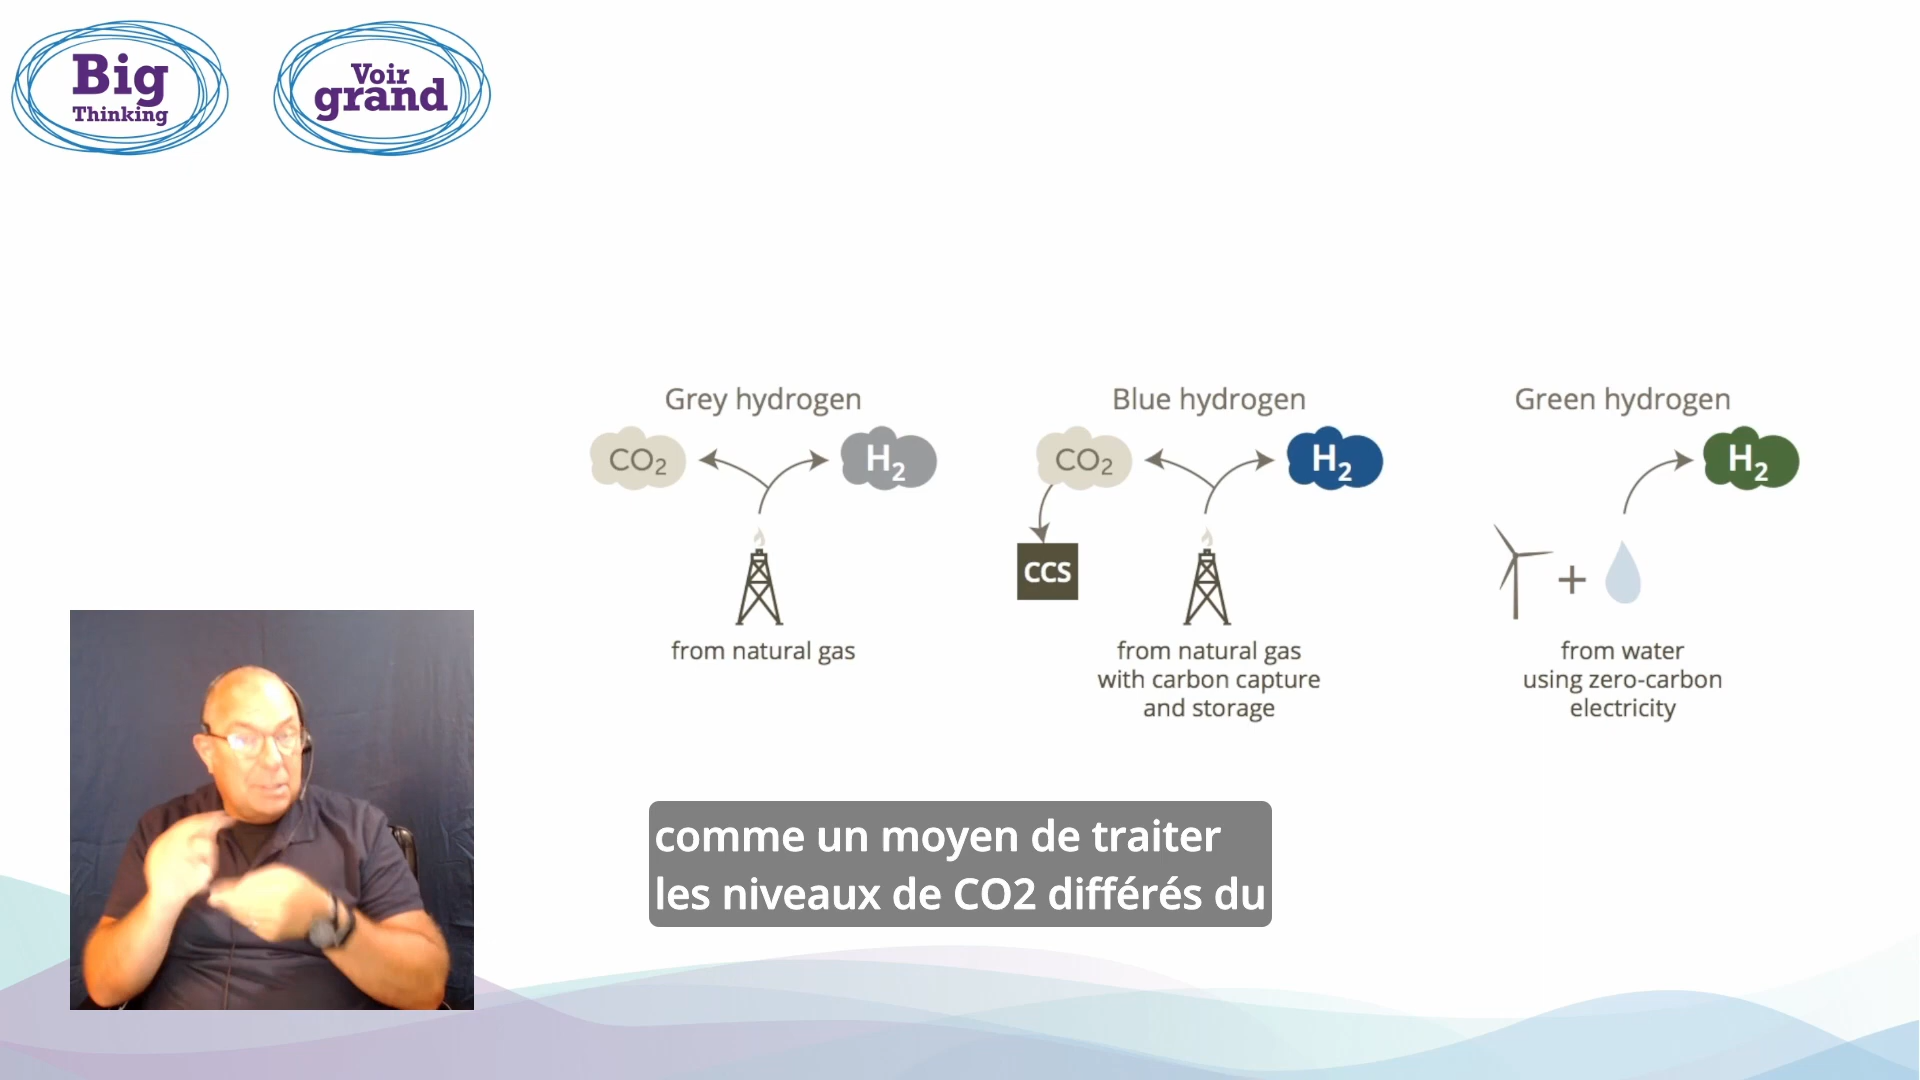 Big
Thinking
Voir
grand
Grey hydrogen
CO2
H2
from natural gas
Blue hydrogen
CO2
H2
CCS
from natural gas
with carbon capture
and storage
Green hydrogen
H2
+
from water
using zero-carbon
electricity
comme un moyen de traiter
les niveaux de CO2 différés du